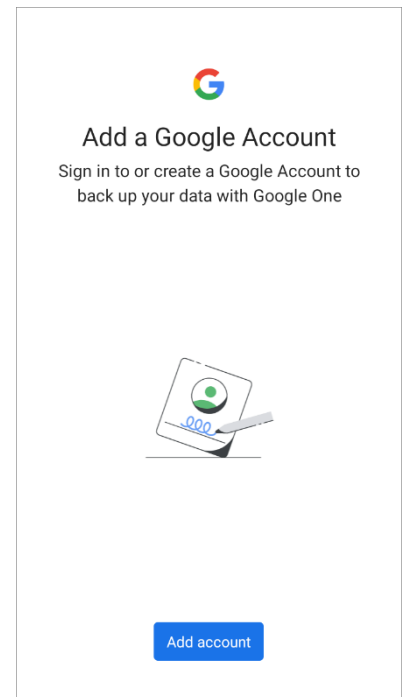 Add a Google Account
Sign in to or create a Google Account to
back up your data with Google One
Add account